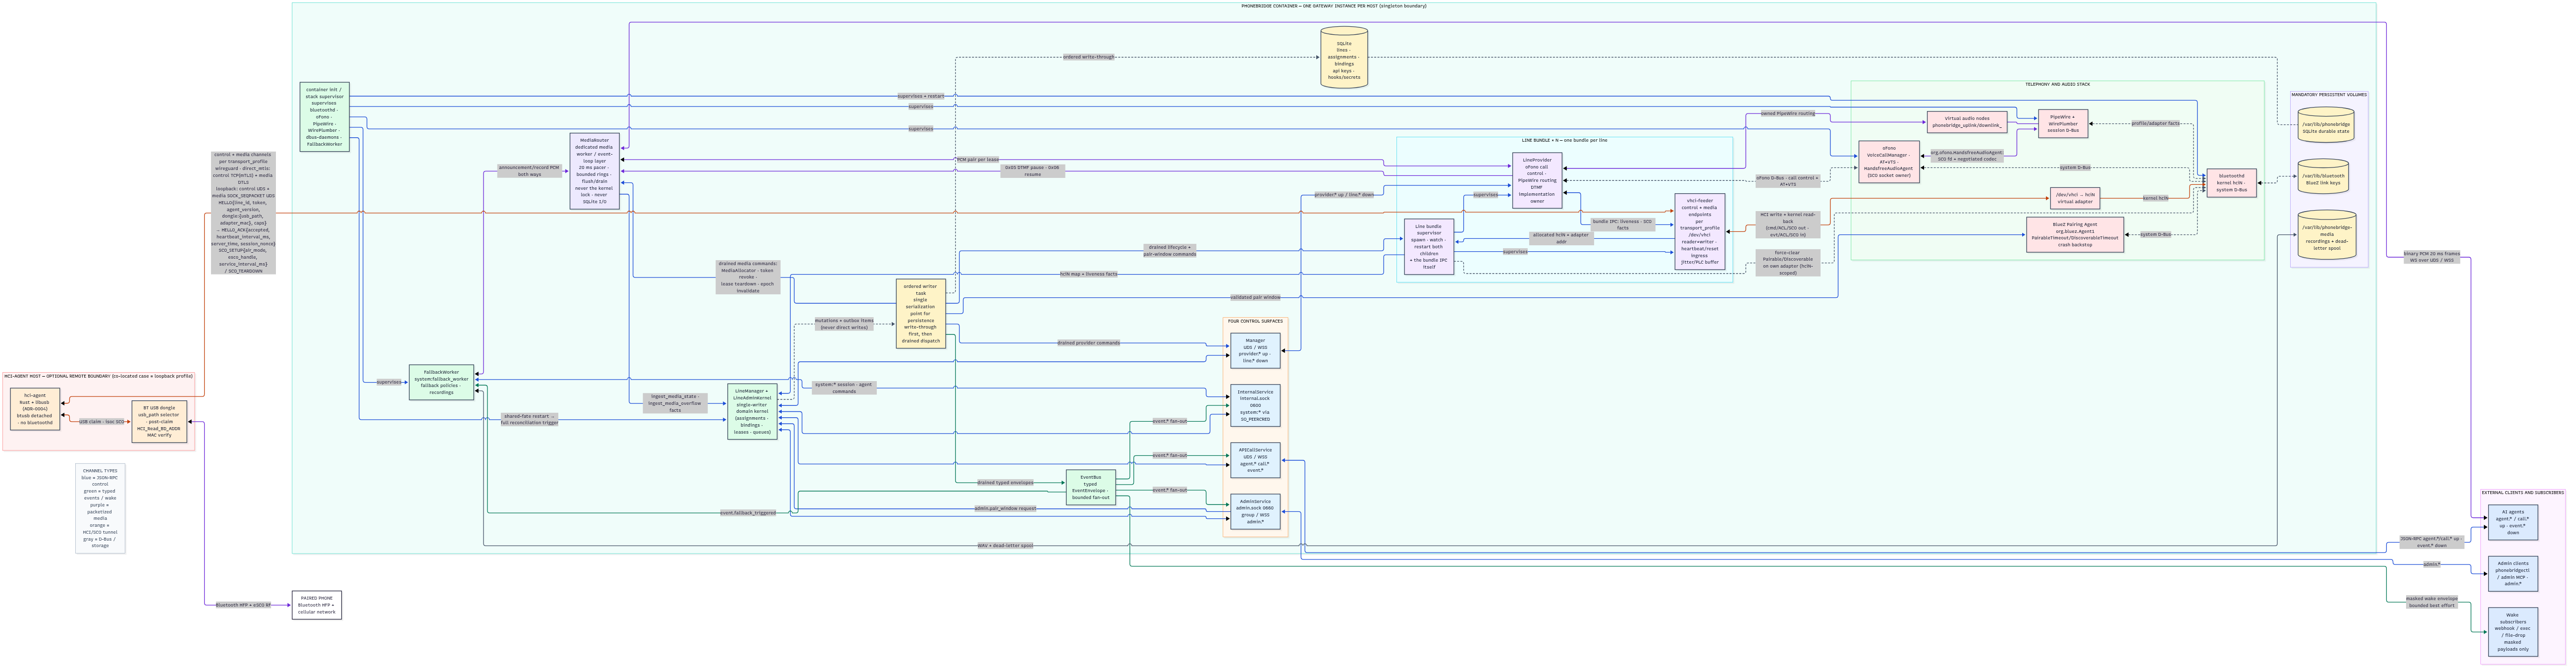 PHONEBRIDGE CONTAINER — ONE GATEWAY INSTANCE PER HOST (singleton boundary)
SQLite
lines -
assignments -
bindings
api keys -
hooks/secrets
ordered write-through
container init /
stack supervisor
supervises
bluetoothd -
oFono -
PipeWire -
WirePlumber -
dbus-daemons -
FallbackWorker
supervises + restart
supervises
supervises
MediaRouter
dedicated media
worker / event-
loop layer
20 ms pacer -
bounded rings -
flush/drain
never the kernel
lock - never
SQLite I/O
announcement/record PCM
both ways
PCM pair per lease
0x05 DTMF pause - 0x06
resume
control + media channels
per transport_profile
wireguard - direct_mtls:
control TCP(mTLS) + media
DTLS
loopback: control UDS +
media SOCK_SEQPACKET UDS
HELLO{line_id, token,
agent_version,
dongle:{usb_path,
adapter_mac}, caps}
→ HELLO_ACK{accepted,
heartbeat_interval_ms,
server_time, session_nonce}
SCO_SETUP{air_mode,
esco_handle,
service_interval_ms}
/ SCO_TEARDOWN
LINE BUNDLE × N — one bundle per line
LineProvider
oFono call
control -
PipeWire routing
DTMF
implementation
owner
provider.* up / line.* down
supervises
Line bundle
supervisor
spawn - watch -
restart both
children
+ the bundle IPC
itself
bundle IPC: liveness - SCO
facts
allocated hciN + adapter
addr
supervises
vhci-feeder
control + media
endpoints
per
transport_profile
/dev/vhci
reader+writer -
heartbeat/reset
ingress
jitter/PLC buffer
owned PipeWire routing
oFono D-Bus - call control +
AT+VTS
HCI write + kernel read-
back
(cmd/ACL/SCO out -
evt/ACL/SCO in)
force-clear
Pairable/Discoverable
on own adapter (hciN-
scoped)
TELEPHONY AND AUDIO STACK
Virtual audio nodes
phonebridge_uplink/downlink_
PipeWire +
WirePlumber
session D-Bus
profile/adapter facts
oFono
VoiceCallManager -
AT+VTS -
HandsfreeAudioAgent
(SCO socket owner)
org.ofono.HandsfreeAudioAgent:
SCO fd + negotiated codec
system D-Bus
/dev/vhci → hciN
virtual adapter
kernel hciN
bluetoothd
kernel hciN -
system D-Bus
BlueZ Pairing Agent
org.bluez.Agent1
PairableTimeout/DiscoverableTimeout
crash backstop
system D-Bus
MANDATORY PERSISTENT VOLUMES
/var/lib/phonebridge
SQLite durable state
/var/lib/bluetooth
BlueZ link keys
/var/lib/phonebridge-
media
recordings + dead-
letter spool
binary PCM 20 ms frames
WS over UDS / WSS
drained lifecycle +
pair-window commands
drained media commands:
MediaAllocator - token
revoke -
lease teardown - epoch
invalidate
hciN map + liveness facts
ordered writer
task
single
serialization
point for
persistence
write-through
first, then
drained dispatch
validated pair window
mutations + outbox items
(never direct writes)
drained provider commands
FOUR CONTROL SURFACES
Manager
UDS / WSS
provider.* up -
line.* down
InternalService
internal.sock
0600
system.* via
SO_PEERCRED
APICallService
UDS / WSS
agent.* call.*
event.*
AdminService
admin.sock 0660
group / WSS
admin.*
FallbackWorker
system:fallback_worker
fallback policies -
recordings
supervises
system.* session - agent
commands
LineManager +
LineAdminKernel
single-writer
domain kernel
(assignments -
bindings -
leases - queues)
ingest_media_state -
ingest_media_overflow
facts
shared-fate restart →
full reconciliation trigger
event.* fan-out
event.* fan-out
event.* fan-out
EventBus
typed
EventEnvelope -
bounded fan-out
drained typed envelopes
admin.pair_window request
event.fallback_triggered
WAV + dead-letter spool
HCI-AGENT HOST — OPTIONAL REMOTE BOUNDARY (co-located case = loopback profile)
hci-agent
Rust + libusb
(ADR-0004)
btusb detached
- no bluetoothd
USB claim - isoc SCO
BT USB dongle
usb_path selector
- post-claim
HCI_Read_BD_ADDR
MAC verify
CHANNEL TYPES
blue = JSON-RPC
control
green = typed
events / wake
purple =
packetized
media
orange =
HCI/SCO tunnel
gray = D-Bus /
storage
Bluetooth HFP + eSCO RF
PAIRED PHONE
Bluetooth HFP +
cellular network
EXTERNAL CLIENTS AND SUBSCRIBERS
AI agents
agent.* / call.*
up - event.*
down
JSON-RPC agent.*/call.* up -
event.* down
admin.*
Admin clients
phonebridgectl
/ admin MCP -
admin.*
masked wake envelope
bounded best effort
Wake
subscribers
webhook / exec
/ file-drop
masked
payloads only